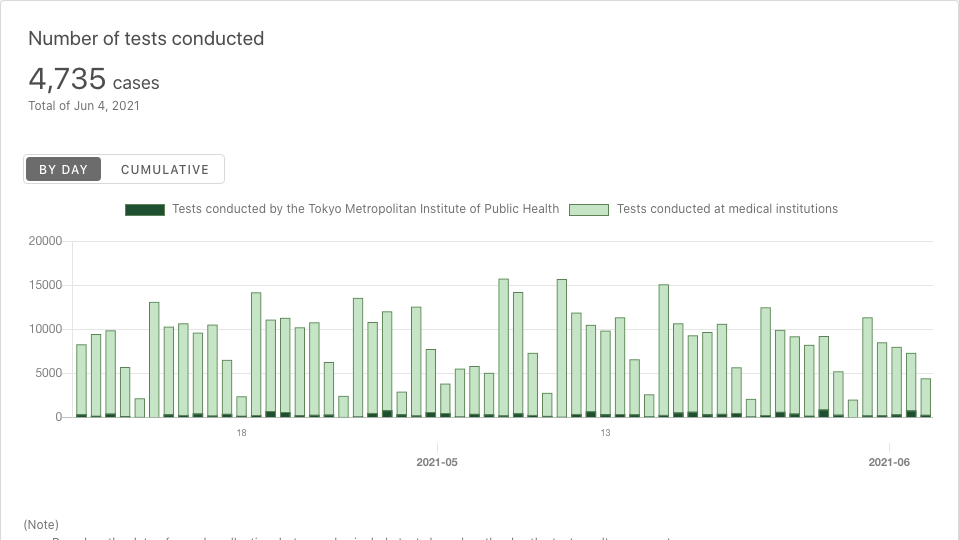 Number of tests conducted
4,735 cases
Total of Jun 4, 2021
BY DAY CUMULATIVE
Tests conducted by the Tokyo Metropolitan Institute of Public Health Tests conducted at medical institutions
20000
15000
10000
5000
0
18 13
2021-05 2021-06
(Note)